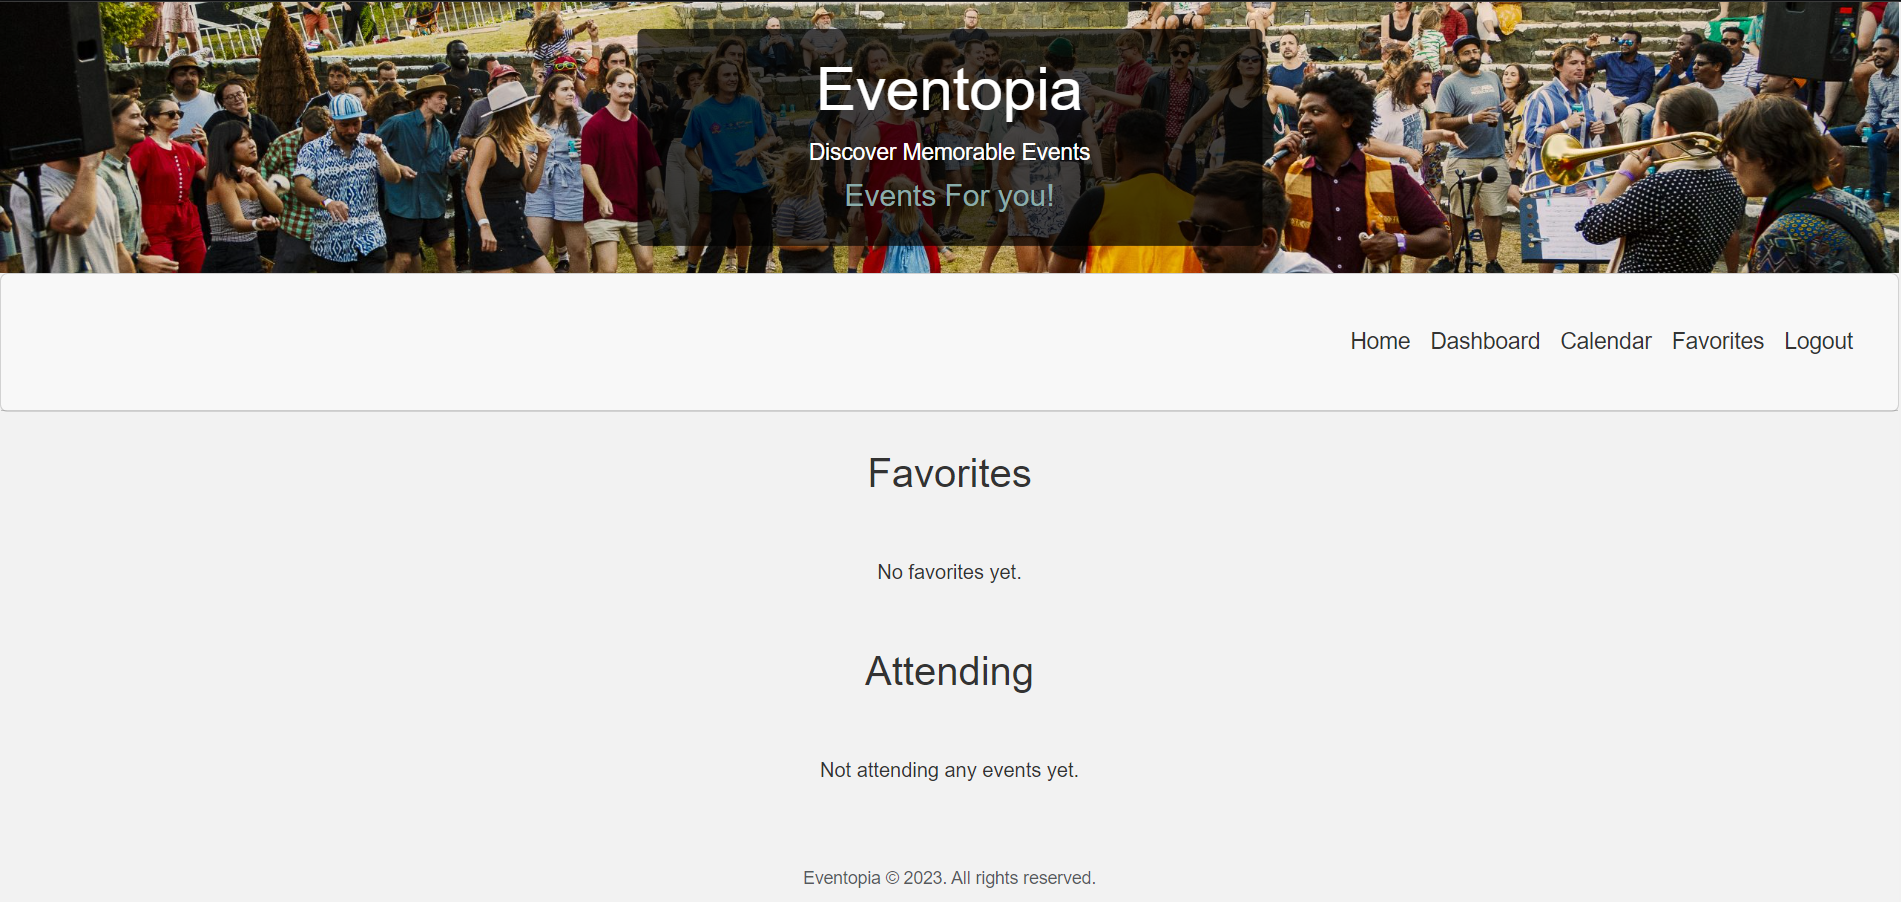 Eventopia
Discover Memorable Events
Events For you!
Home Dashboard Calendar Favorites Logout
Favorites
No favorites yet.
Attending
Not attending any events yet.
Eventopia © 2023. All rights reserved.